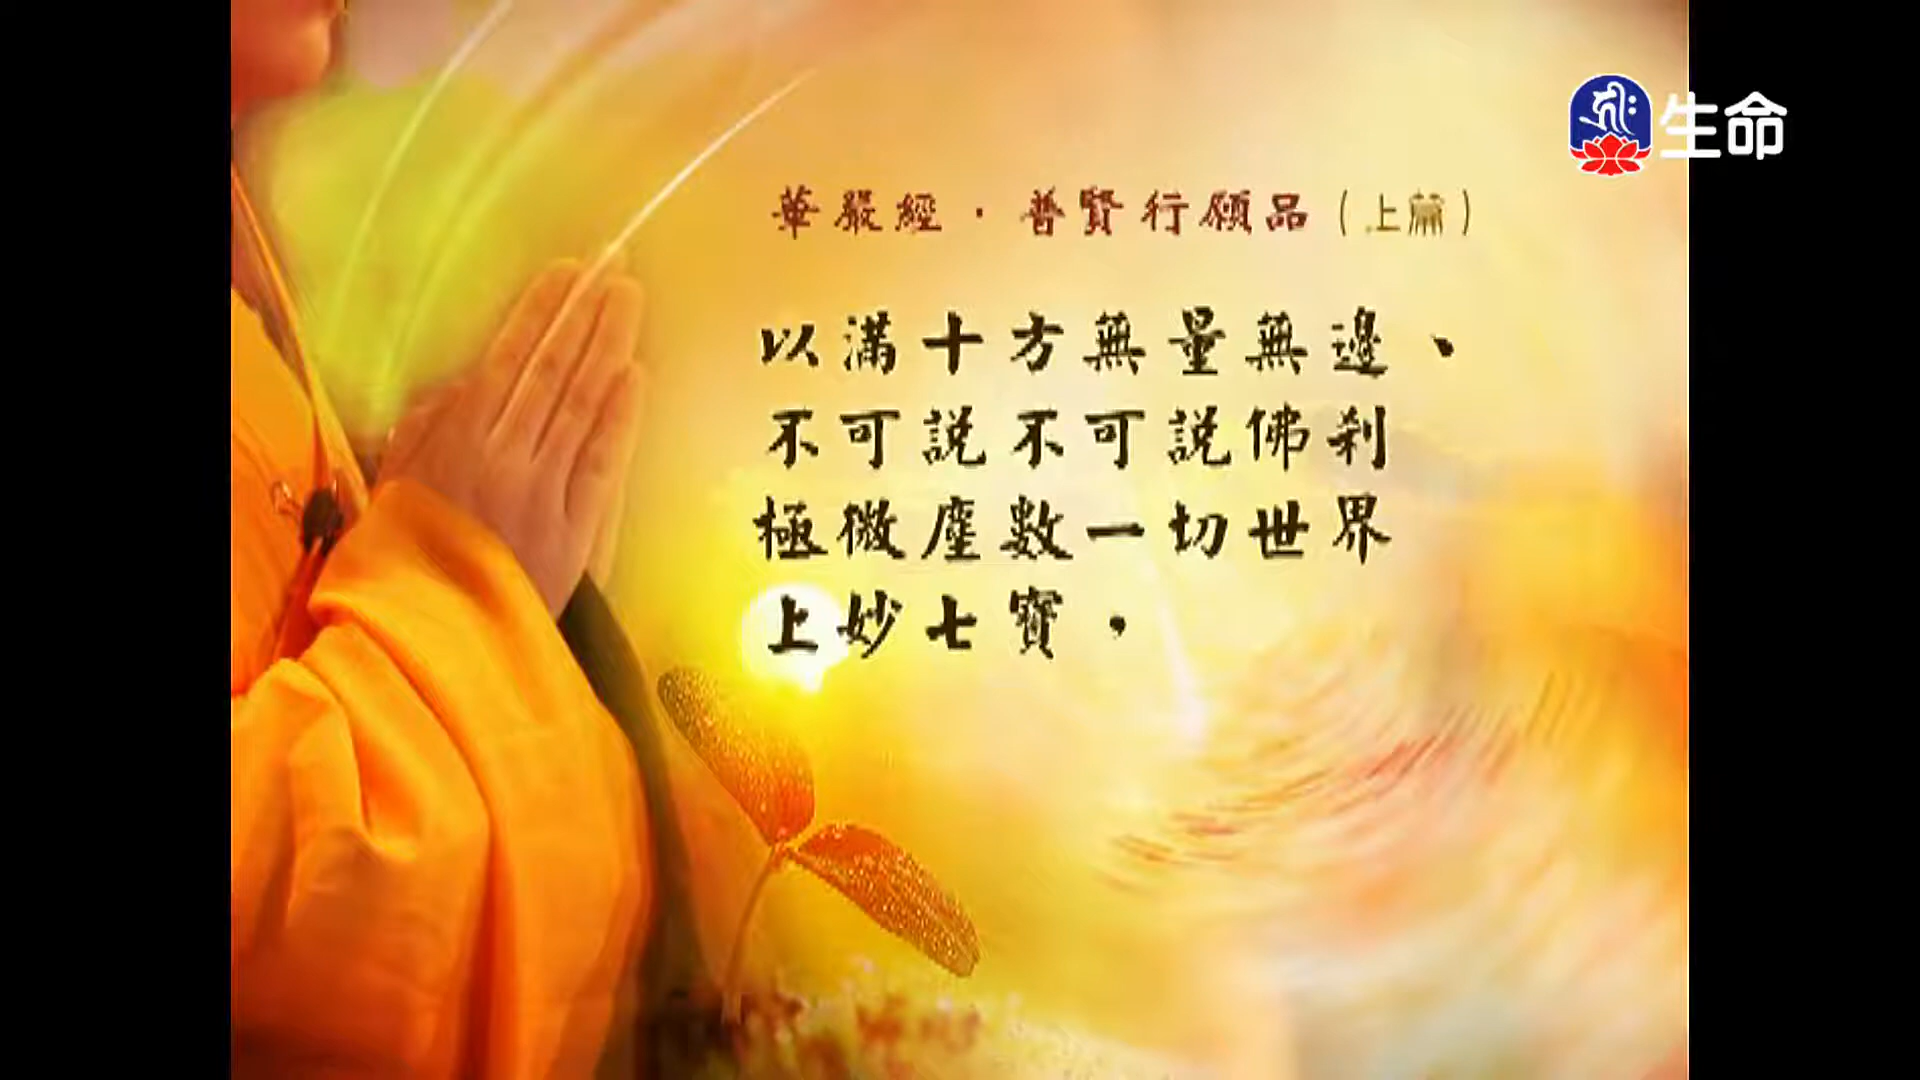 生命
華嚴經・普賢行願品（上篇）
以滿十方無量無邊、
不可說不可說佛剎
極微塵數一切世界
上妙七寶，